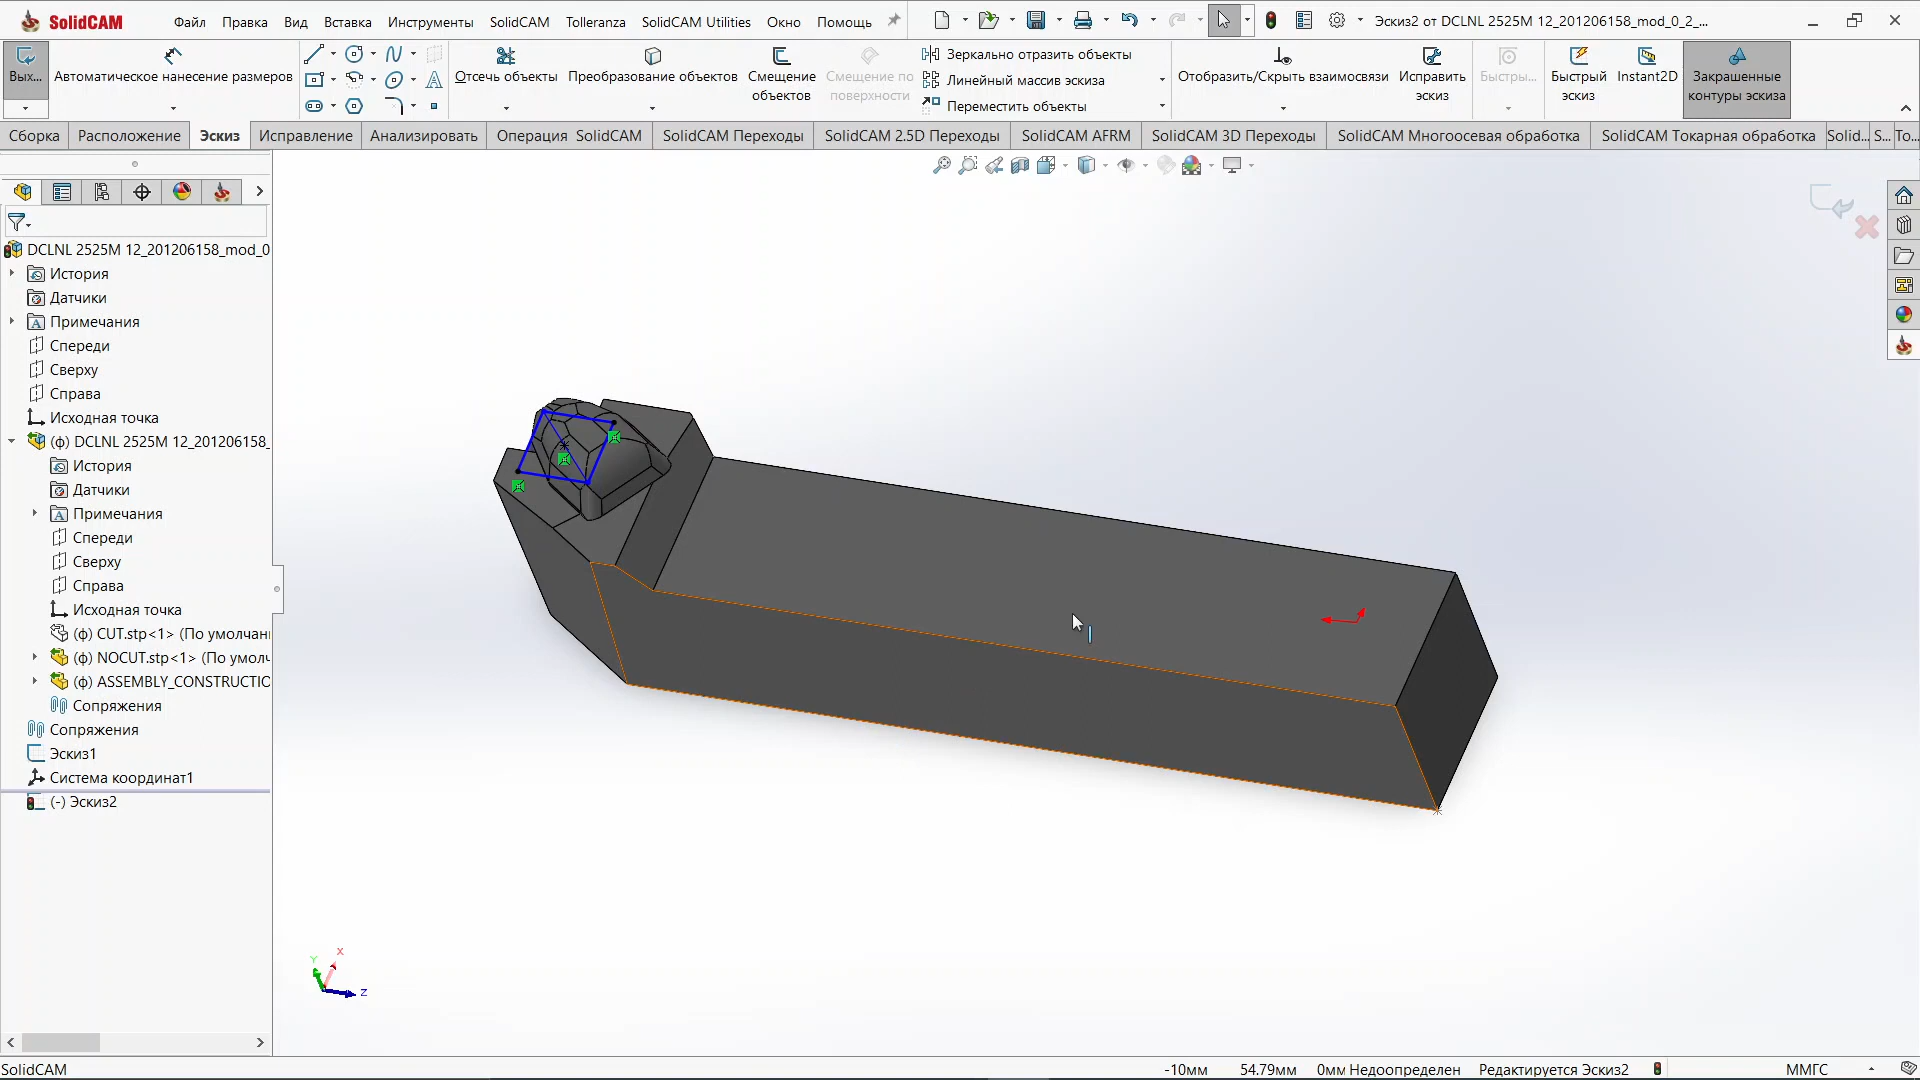 SolidCAM Файл Правка Вид Вставка Инструменты SolidCAM Tolleranza SolidCAM Utilities Окно Помощь Эскиз2 от DCLNL 2525M 12_201206158_mod_0_2_...
Вых...
Автоматическое нанесение размеров
Отсечь объекты
Преобразование объектов
Смещение
объектов
Смещение по
поверхности
Зеркально отразить объекты
Линейный массив эскиза
Переместить объекты
Отобразить/Скрыть взаимосвязи
Исправить
эскиз
Быстры...
Быстрый
эскиз
Instant2D
Закрашенные
контуры эскиза
Сборка Расположение Эскиз Исправление Анализировать Операция SolidCAM SolidCAM Переходы SolidCAM 2.5D Переходы SolidCAM AFRM SolidCAM 3D Переходы SolidCAM Многоосевая обработка SolidCAM Токарная обработка Solid... S... To...
DCLNL 2525M 12_201206158_mod_0
История
Датчики
Примечания
Спереди
Сверху
Справа
Исходная точка
(ф) DCLNL 2525M 12_201206158_
История
Датчики
Примечания
Спереди
Сверху
Справа
Исходная точка
(ф) CUT.stp<1> (По умолчан
(ф) NOCUT.stp<1> (По умол
(ф) ASSEMBLY_CONSTRUCTIO
Сопряжения
Сопряжения
Эскиз1
Система координат1
(-) Эскиз2
Y
X
Z
SolidCAM -10мм 54.79мм 0мм Недоопределен Редактируется Эскиз2 ММГС